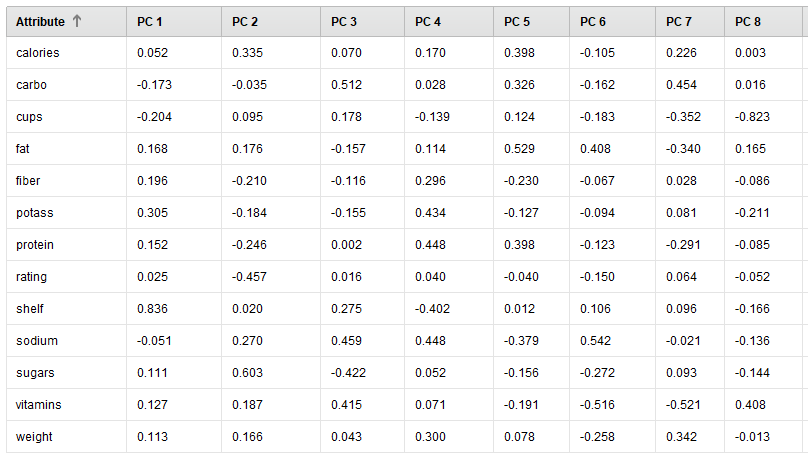 Attribute ↑ PC 1 PC 2 PC 3 PC 4 PC 5 PC 6 PC 7 PC 8
calories 0.052 0.335 0.070 0.170 0.398 -0.105 0.226 0.003
carbo -0.173 -0.035 0.512 0.028 0.326 -0.162 0.454 0.016
cups -0.204 0.095 0.178 -0.139 0.124 -0.183 -0.352 -0.823
fat 0.168 0.176 -0.157 0.114 0.529 0.408 -0.340 0.165
fiber 0.196 -0.210 -0.116 0.296 -0.230 -0.067 0.028 -0.086
potass 0.305 -0.184 -0.155 0.434 -0.127 -0.094 0.081 -0.211
protein 0.152 -0.246 0.002 0.448 0.398 -0.123 -0.291 -0.085
rating 0.025 -0.457 0.016 0.040 -0.040 -0.150 0.064 -0.052
shelf 0.836 0.020 0.275 -0.402 0.012 0.106 0.096 -0.166
sodium -0.051 0.270 0.459 0.448 -0.379 0.542 -0.021 -0.136
sugars 0.111 0.603 -0.422 0.052 -0.156 -0.272 0.093 -0.144
vitamins 0.127 0.187 0.415 0.071 -0.191 -0.516 -0.521 0.408
weight 0.113 0.166 0.043 0.300 0.078 -0.258 0.342 -0.013